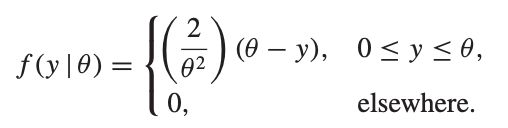 f(y | θ) = { (2/θ²) (θ − y), 0 ≤ y ≤ θ,
0, elsewhere.